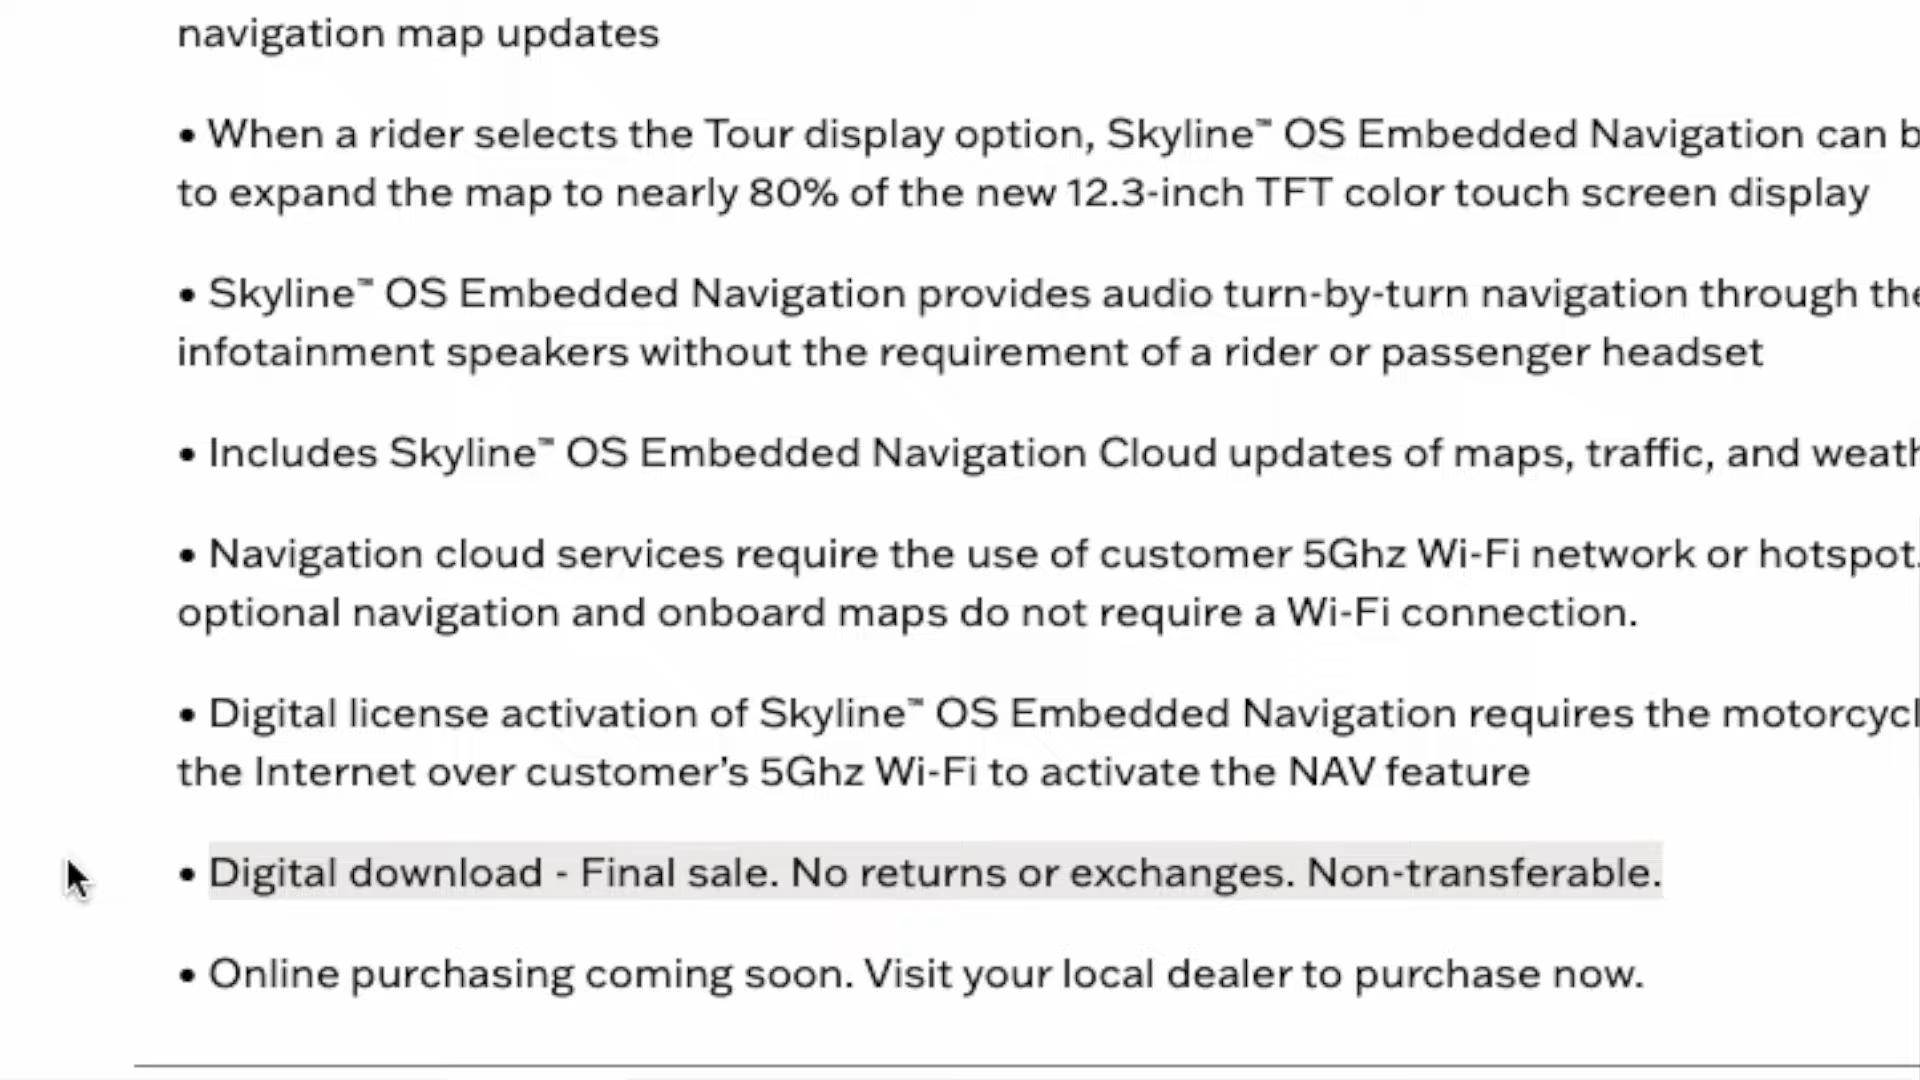 navigation map updates
• When a rider selects the Tour display option, Skyline™ OS Embedded Navigation can
to expand the map to nearly 80% of the new 12.3-inch TFT color touch screen display
• Skyline™ OS Embedded Navigation provides audio turn-by-turn navigation through the
infotainment speakers without the requirement of a rider or passenger headset
• Includes Skyline™ OS Embedded Navigation Cloud updates of maps, traffic, and
• Navigation cloud services require the use of customer 5Ghz Wi-Fi network or hotspot.
optional navigation and onboard maps do not require a Wi-Fi connection.
• Digital license activation of Skyline™ OS Embedded Navigation requires the
the Internet over customer’s 5Ghz Wi-Fi to activate the NAV feature
• Digital download - Final sale. No returns or exchanges. Non-transferable.
• Online purchasing coming soon. Visit your local dealer to purchase now.